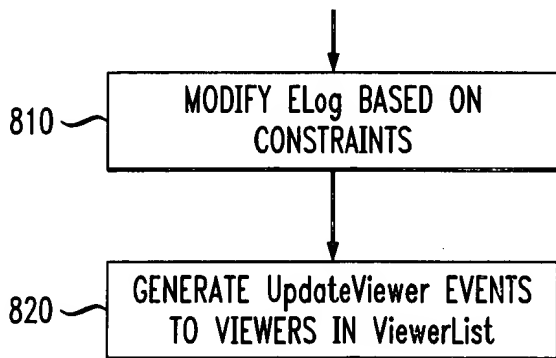 810
MODIFY ELog BASED ON
CONSTRAINTS
820
GENERATE UpdateViewer EVENTS
TO VIEWERS IN ViewerList